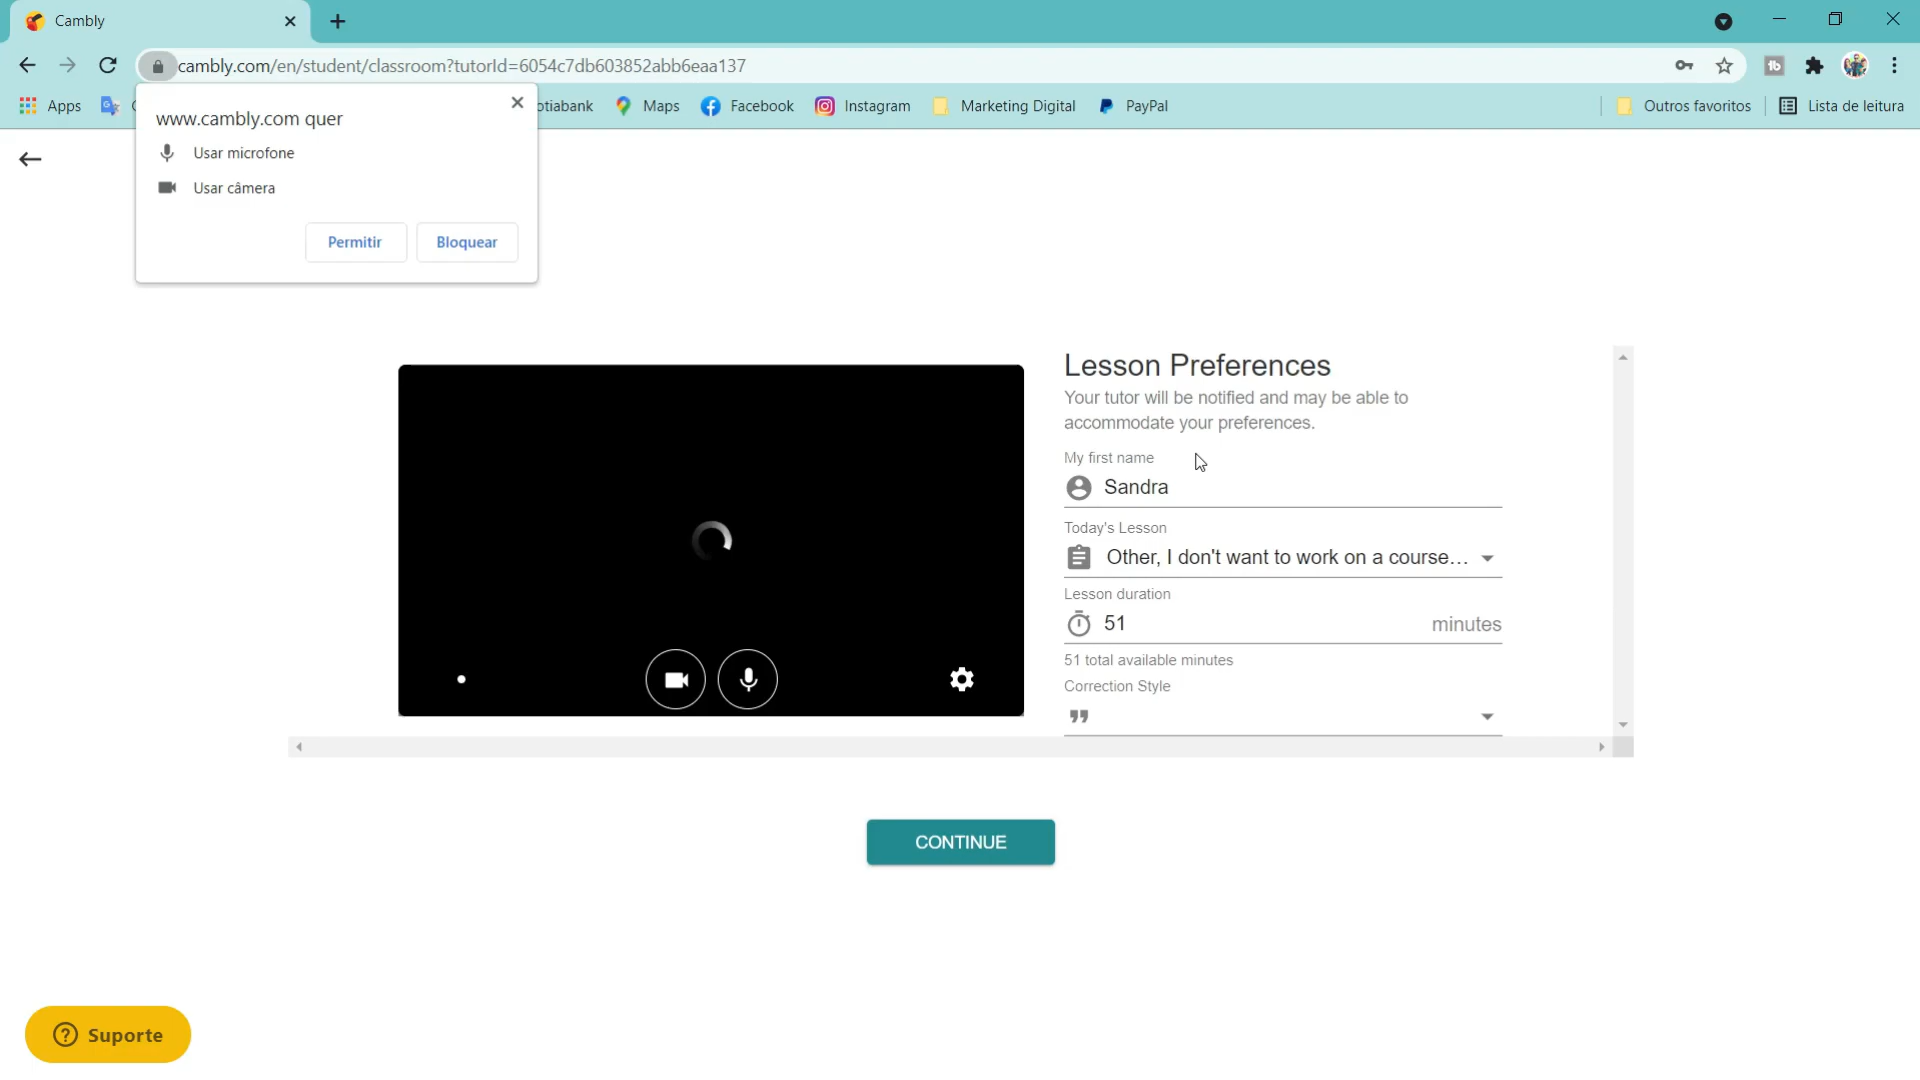 Cambly
cambly.com/en/student/classroom?tutorId=6054c7db603852abb6eaa137
Apps
otiabank
Maps
Facebook
Instagram
Marketing Digital
PayPal
Outros favoritos
Lista de leitura
www.cambly.com quer
Usar microfone
Usar câmera
Permitir
Bloquear
Lesson Preferences
Your tutor will be notified and may be able to
accommodate your preferences.
My first name
Sandra
Today's Lesson
Other, I don't want to work on a course...
Lesson duration
51 minutes
51 total available minutes
Correction Style
CONTINUE
Suporte